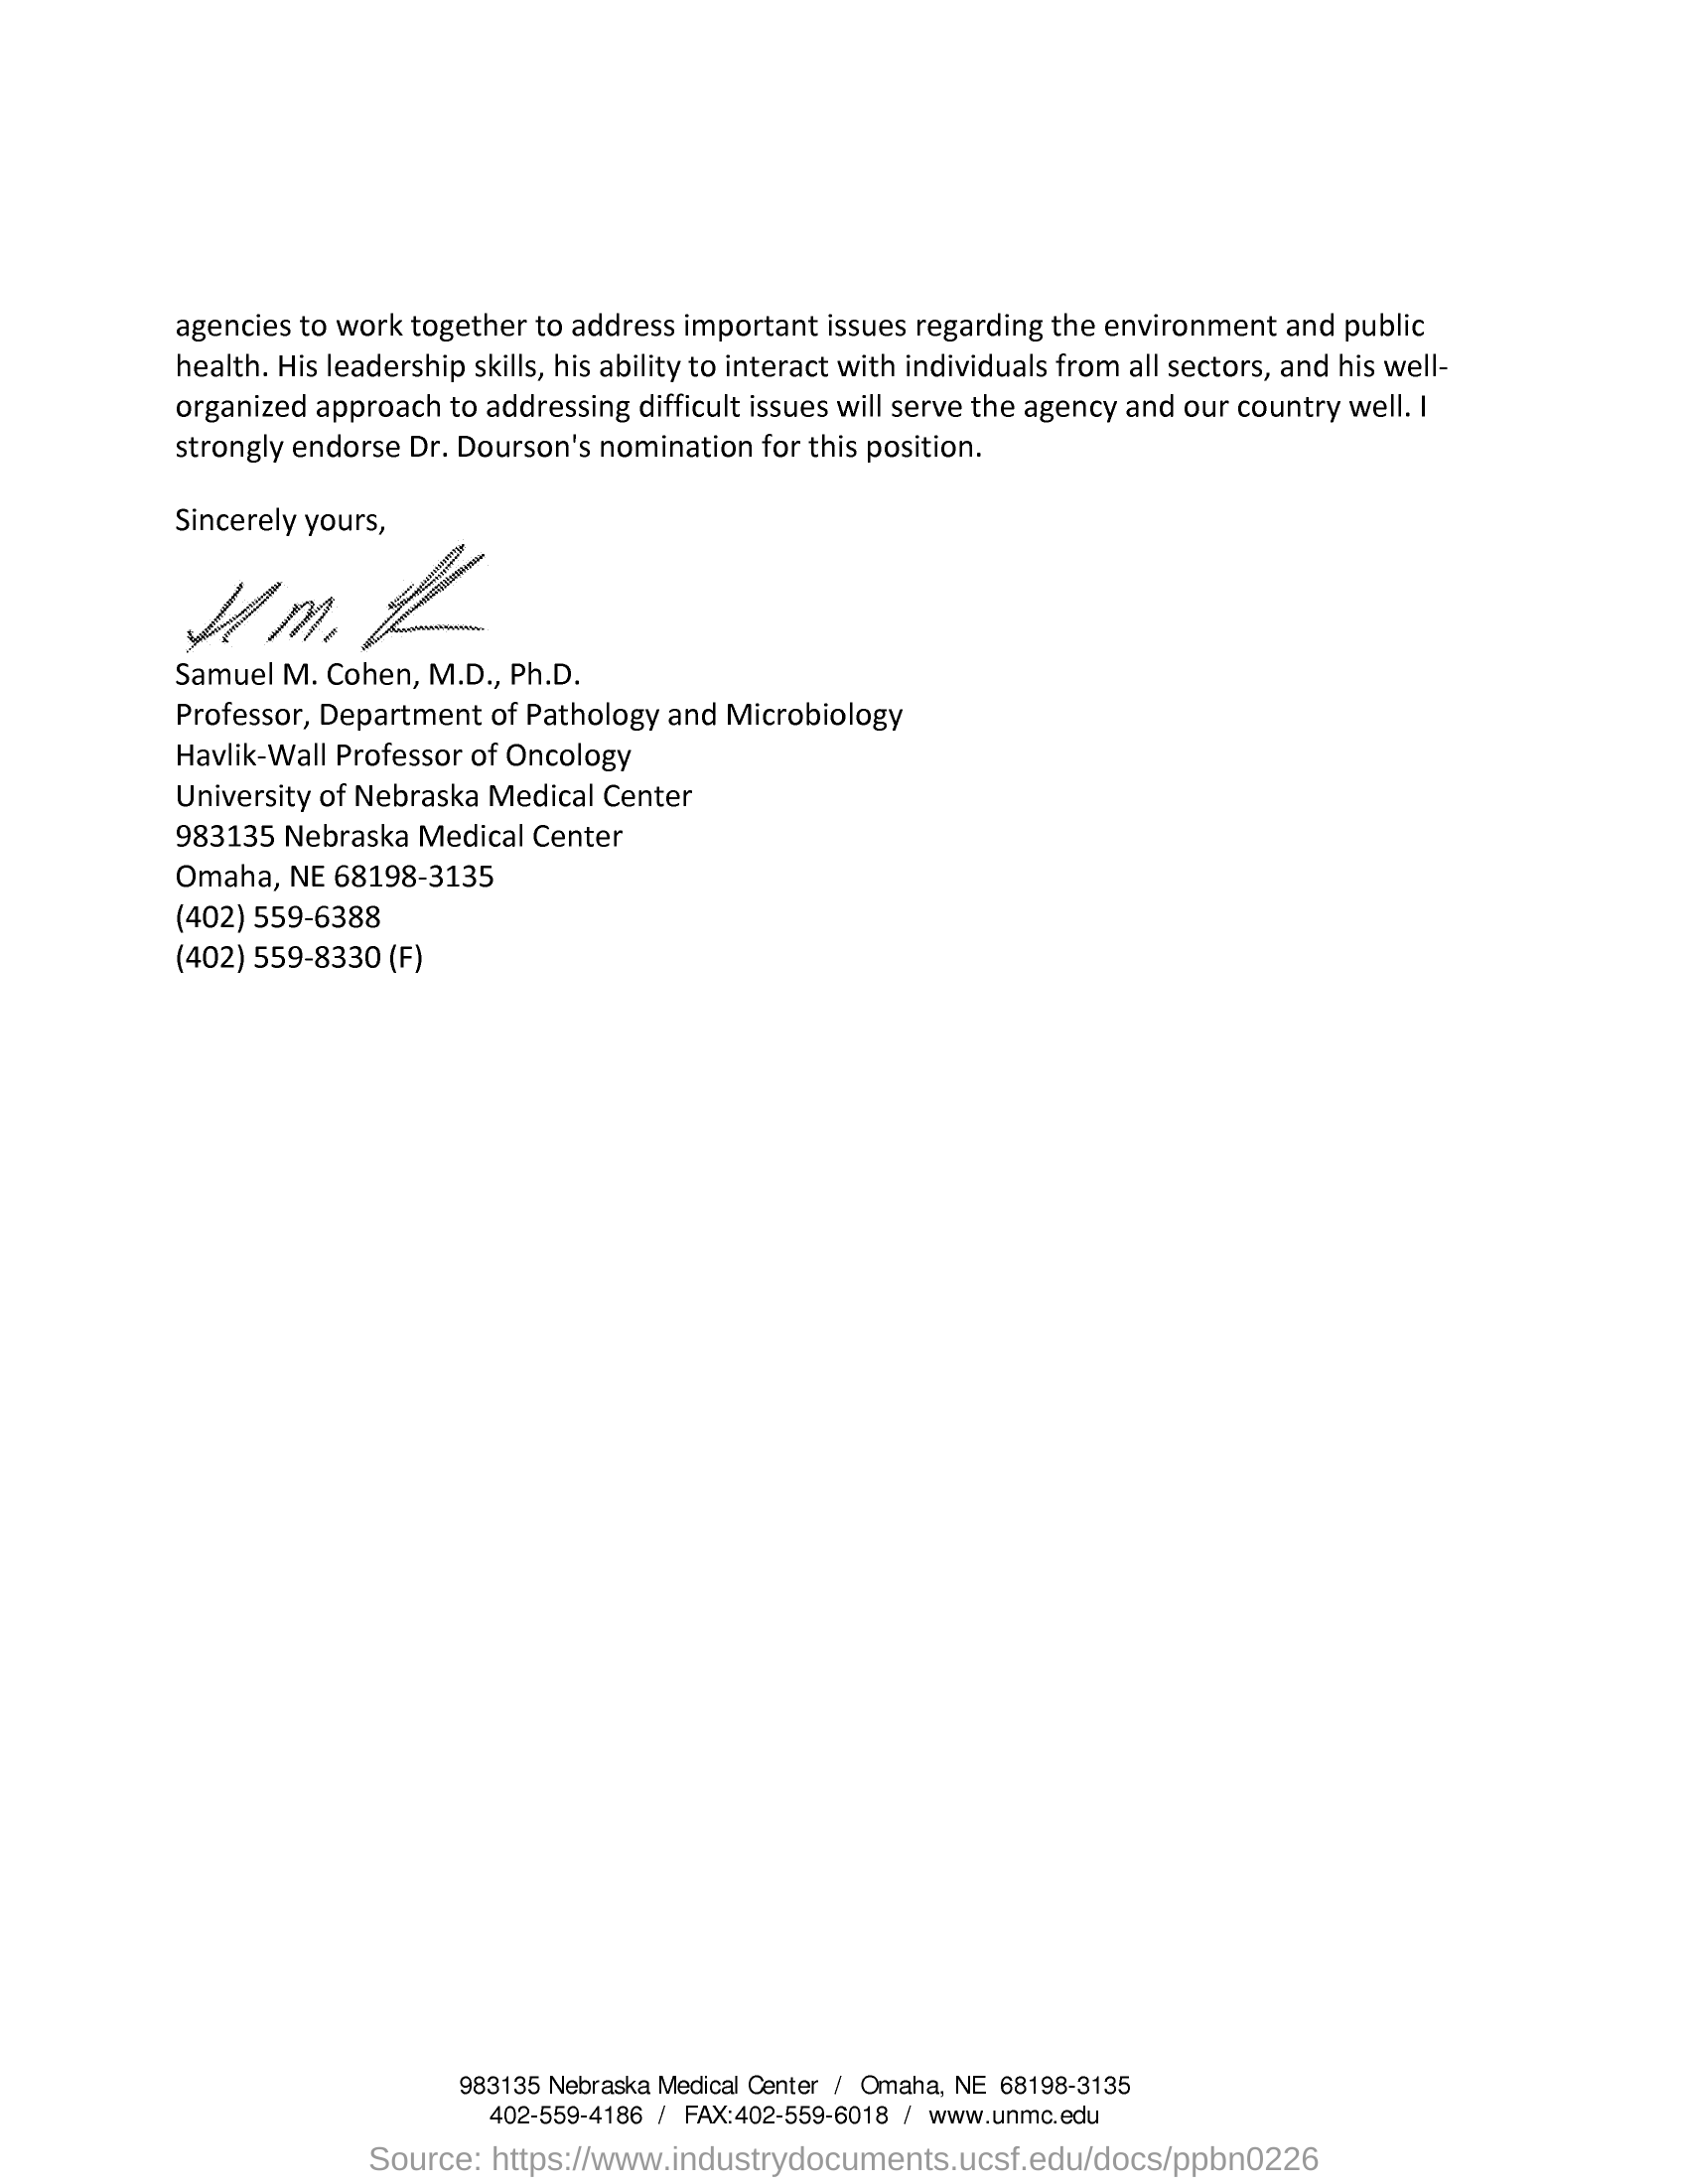 agencies to work together to address important issues regarding the environment and public
health. His leadership skills, his ability to interact with individuals from all sectors, and his well-
organized approach to addressing difficult issues will serve the agency and our country well. I
strongly endorse Dr. Dourson's nomination for this position.
Sincerely yours,
Samuel M. Cohen, M.D., Ph.D.
Professor, Department of Pathology and Microbiology
Havlik-Wall Professor of Oncology
University of Nebraska Medical Center
983135 Nebraska Medical Center
Omaha, NE 68198-3135
(402) 559-6388
(402) 559-8330 (F)
983135 Nebraska Medical Center / Omaha, NE 68198-3135
402-559-4186 / FAX:402-559-6018 / www.unmc.edu
Source: https://www.industrydocuments.ucsf.edu/docs/ppbn0226